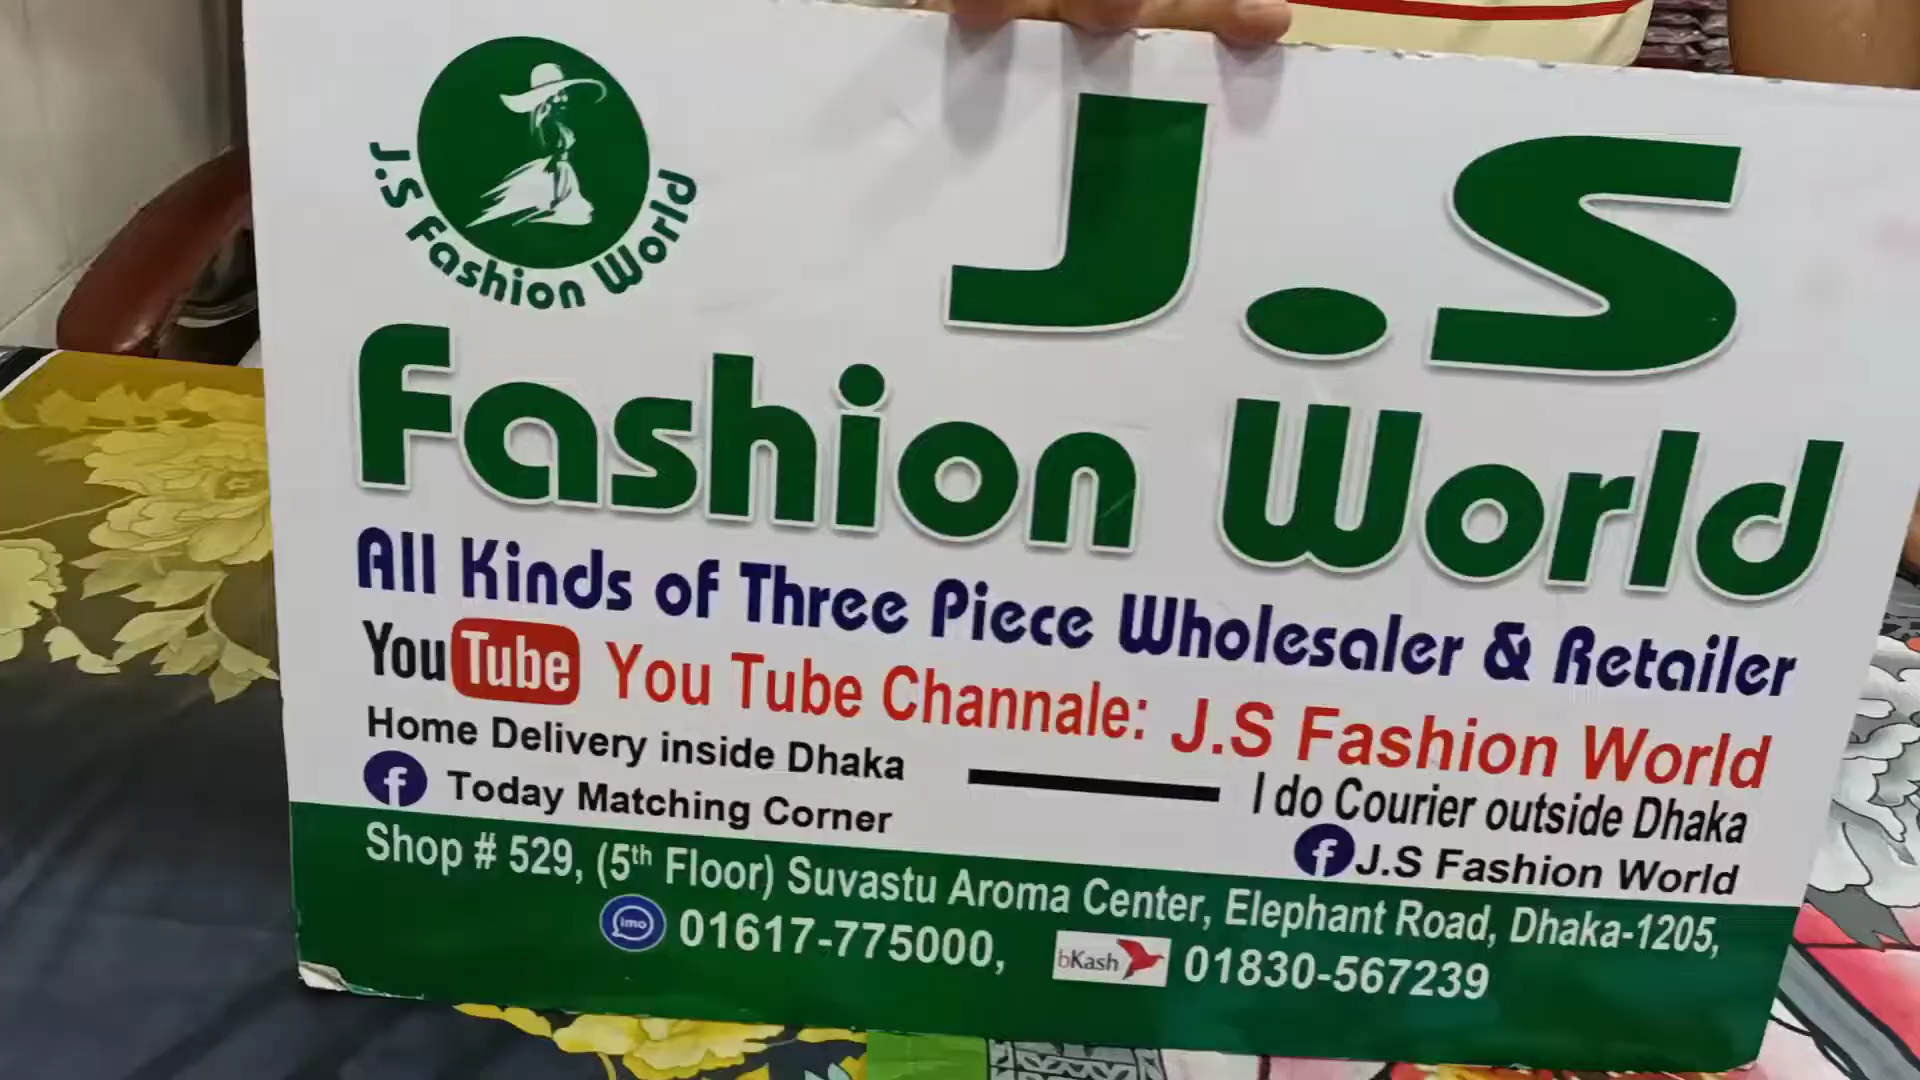 J.S Fashion World
J.S
Fashion World
All Kinds of Three Piece Wholesaler & Retailer
YouTube You Tube Channale: J.S Fashion World
Home Delivery inside Dhaka
I do Courier outside Dhaka
f Today Matching Corner
f J.S Fashion World
Shop # 529, (5th Floor) Suvastu Aroma Center, Elephant Road, Dhaka-1205,
imo 01617-775000, bKash 01830-567239